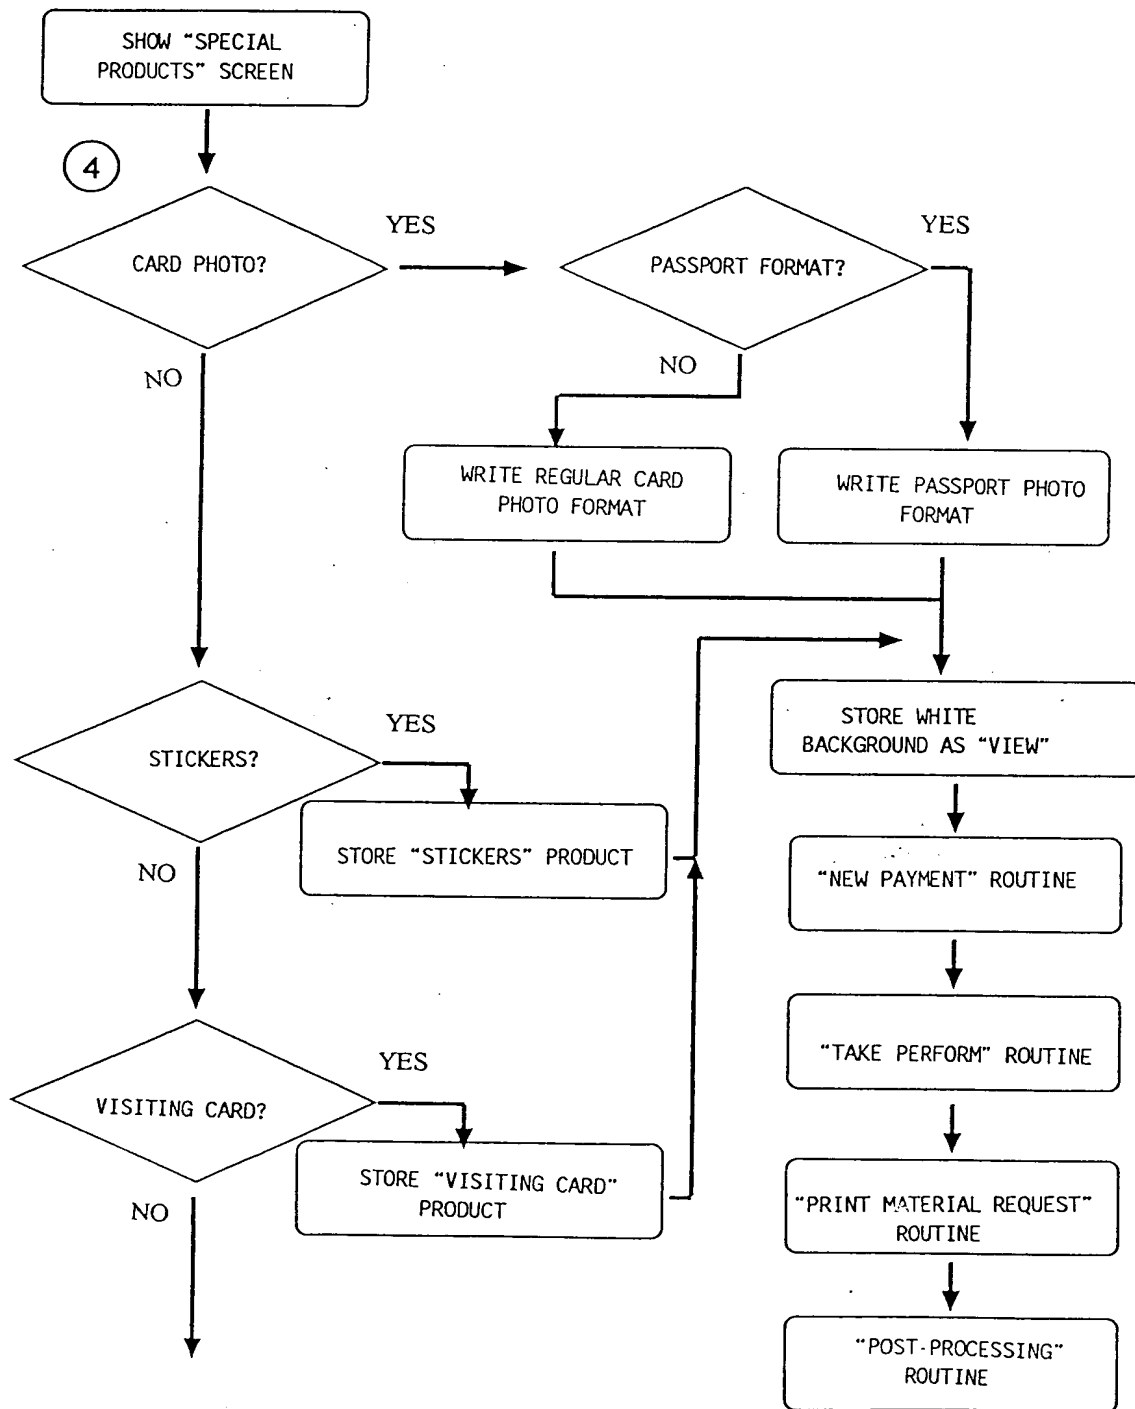 SHOW “SPECIAL
PRODUCTS” SCREEN
4
CARD PHOTO?
YES
PASSPORT FORMAT?
YES
NO
NO
WRITE REGULAR CARD
PHOTO FORMAT
WRITE PASSPORT PHOTO
FORMAT
STICKERS?
YES
STORE WHITE
BACKGROUND AS “VIEW”
STORE “STICKERS” PRODUCT
NO
“NEW PAYMENT” ROUTINE
“TAKE PERFORM” ROUTINE
VISITING CARD?
YES
STORE “VISITING CARD”
PRODUCT
NO
“PRINT MATERIAL REQUEST”
ROUTINE
“POST-PROCESSING”
ROUTINE